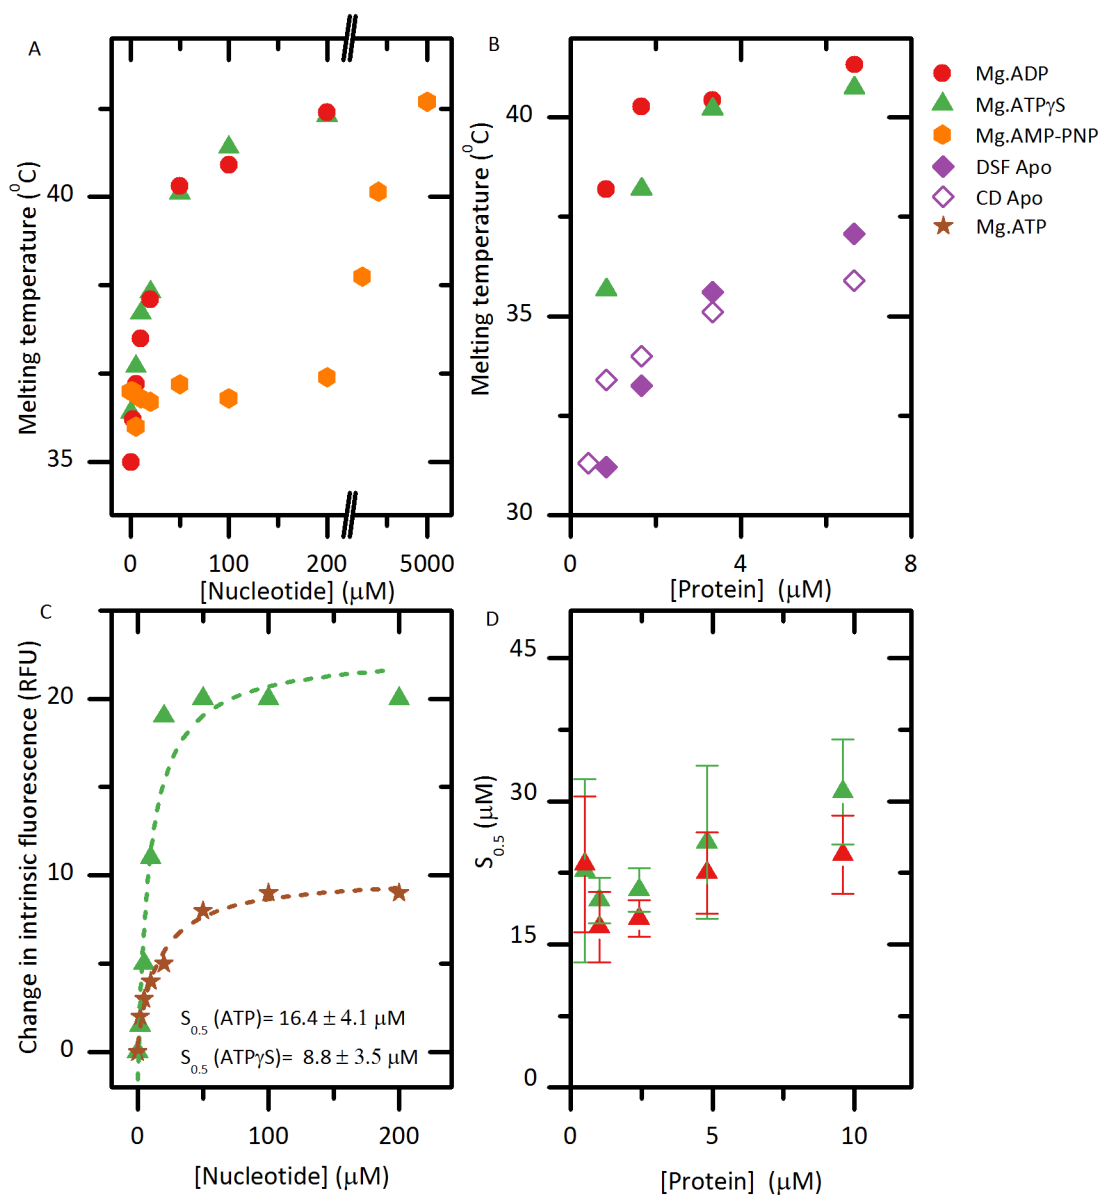 A
Melting temperature (⁰C)
40
35
0
100
200
5000
[Nucleotide] (μM)
B
Melting temperature (⁰C)
40
35
30
0
4
8
[Protein] (μM)
Mg.ADP
Mg.ATPγS
Mg.AMP-PNP
DSF Apo
CD Apo
Mg.ATP
C
Change in intrinsic fluorescence (RFU)
20
10
0
S0.5 (ATP)= 16.4 ± 4.1 μM
S0.5 (ATPγS)= 8.8 ± 3.5 μM
0
100
200
[Nucleotide] (μM)
D
S0.5 (μM)
45
30
15
0
0
5
10
[Protein] (μM)